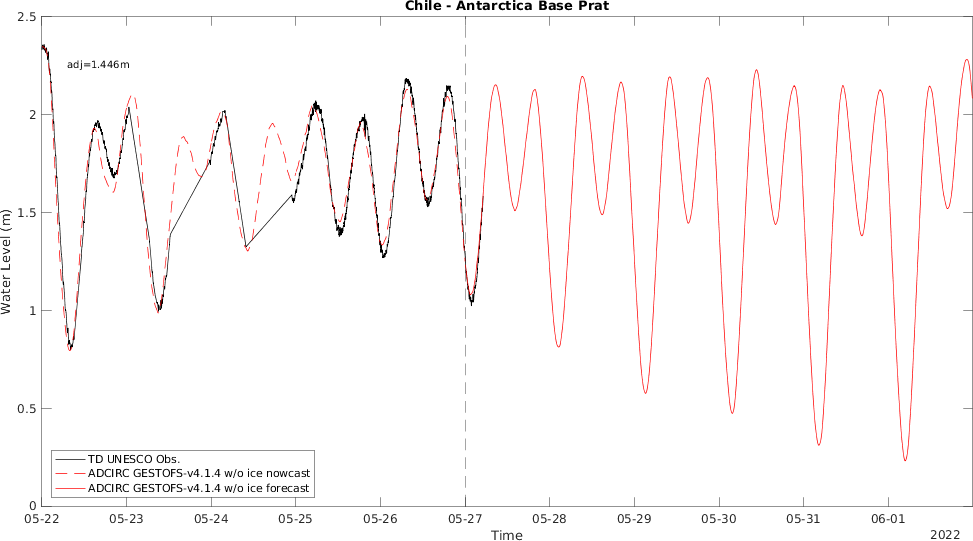 Chile - Antarctica Base Prat
adj=1.446m
Water Level (m)
2.5
2
1.5
1
0.5
0
TD UNESCO Obs.
ADCIRC GESTOFS-v4.1.4 w/o ice nowcast
ADCIRC GESTOFS-v4.1.4 w/o ice forecast
05-22 05-23 05-24 05-25 05-26 05-27 05-28 05-29 05-30 05-31 06-01
Time
2022